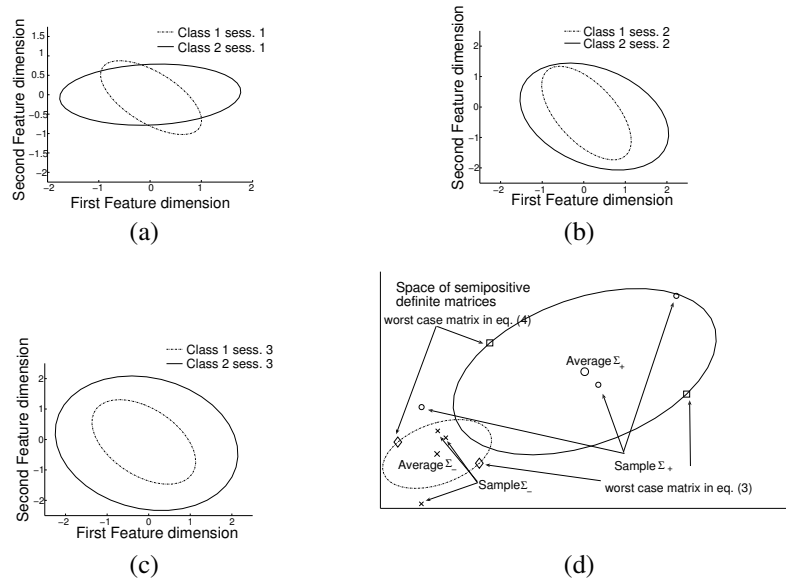 Class 1 sess. 1
Class 2 sess. 1
Second Feature dimension
1.5
1
0.5
0
−0.5
−1
−1.5
−2
−2
−1
0
1
2
First Feature dimension
(a)
Class 1 sess. 2
Class 2 sess. 2
Second Feature dimension
2
1
0
−1
−2
−2
−1
0
1
2
First Feature dimension
(b)
Class 1 sess. 3
Class 2 sess. 3
Second Feature dimension
2
1
0
−1
−2
−2
−1
0
1
2
First Feature dimension
(c)
Space of semipositive
definite matrices
worst case matrix in eq. (4)
Average Σ+
Average Σ−
Sample Σ+
Sample Σ−
worst case matrix in eq. (3)
(d)